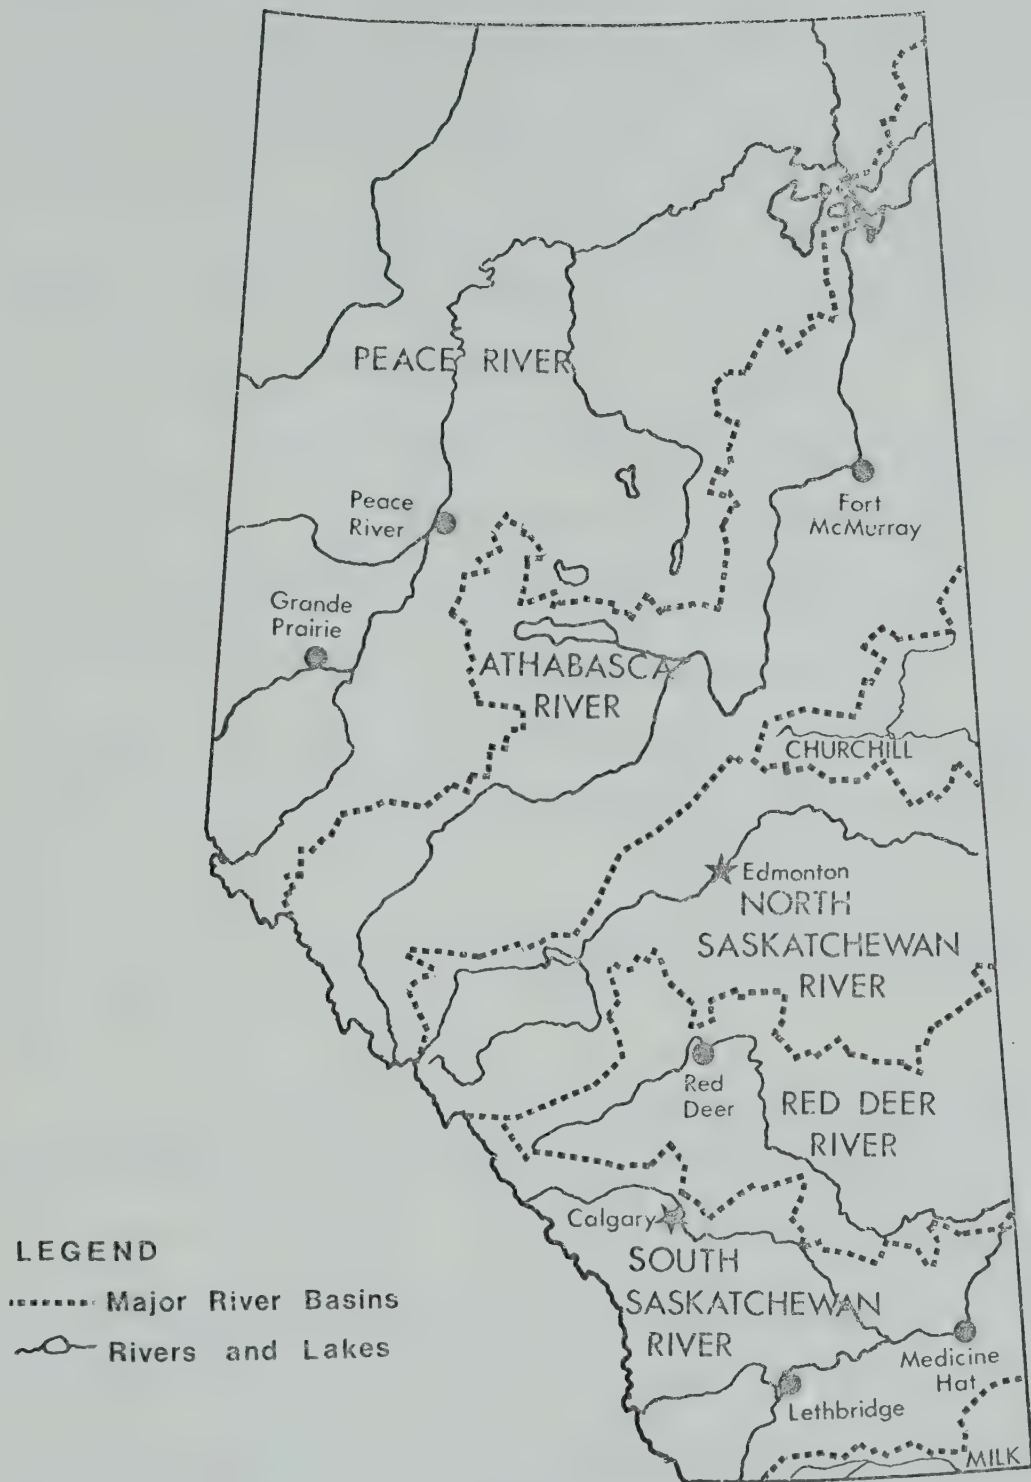 PEACE RIVER
Peace
River
Fort
McMurray
Grande
Prairie
ATHABASCA
RIVER
CHURCHILL
Edmonton
NORTH
SASKATCHEWAN
RIVER
Red
Deer
RED DEER
RIVER
Calgary
SOUTH
SASKATCHEWAN
RIVER
Medicine
Hat
Lethbridge
MILK
LEGEND
Major River Basins
Rivers and Lakes